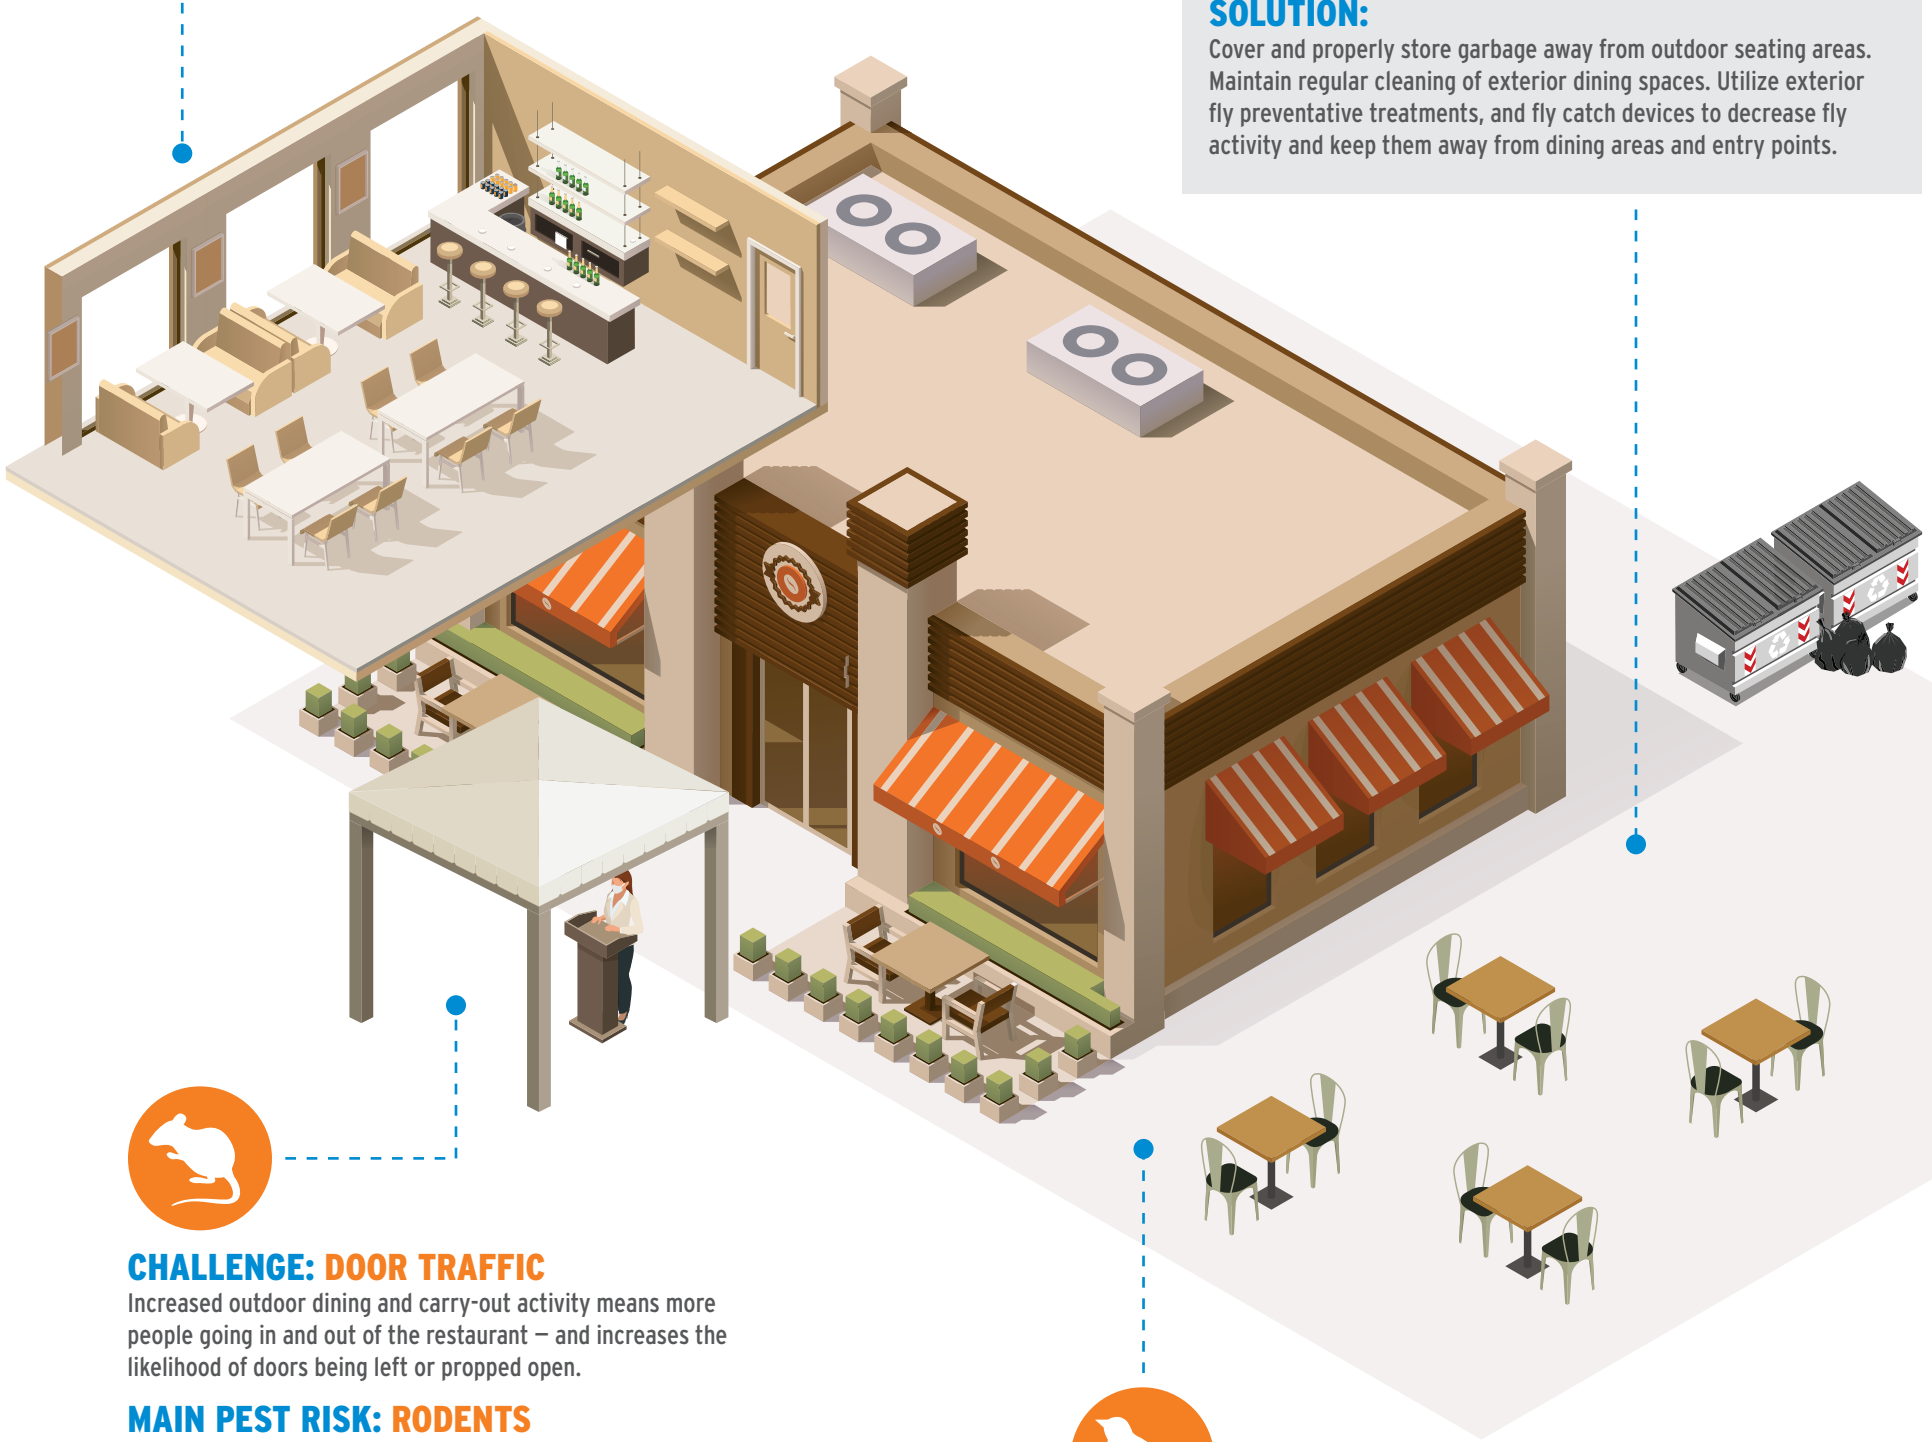 SOLUTION:
Cover and properly store garbage away from outdoor seating areas.
Maintain regular cleaning of exterior dining spaces. Utilize exterior
fly preventative treatments, and fly catch devices to decrease fly
activity and keep them away from dining areas and entry points.
CHALLENGE: DOOR TRAFFIC
Increased outdoor dining and carry-out activity means more
people going in and out of the restaurant – and increases the
likelihood of doors being left or propped open.
MAIN PEST RISK: RODENTS